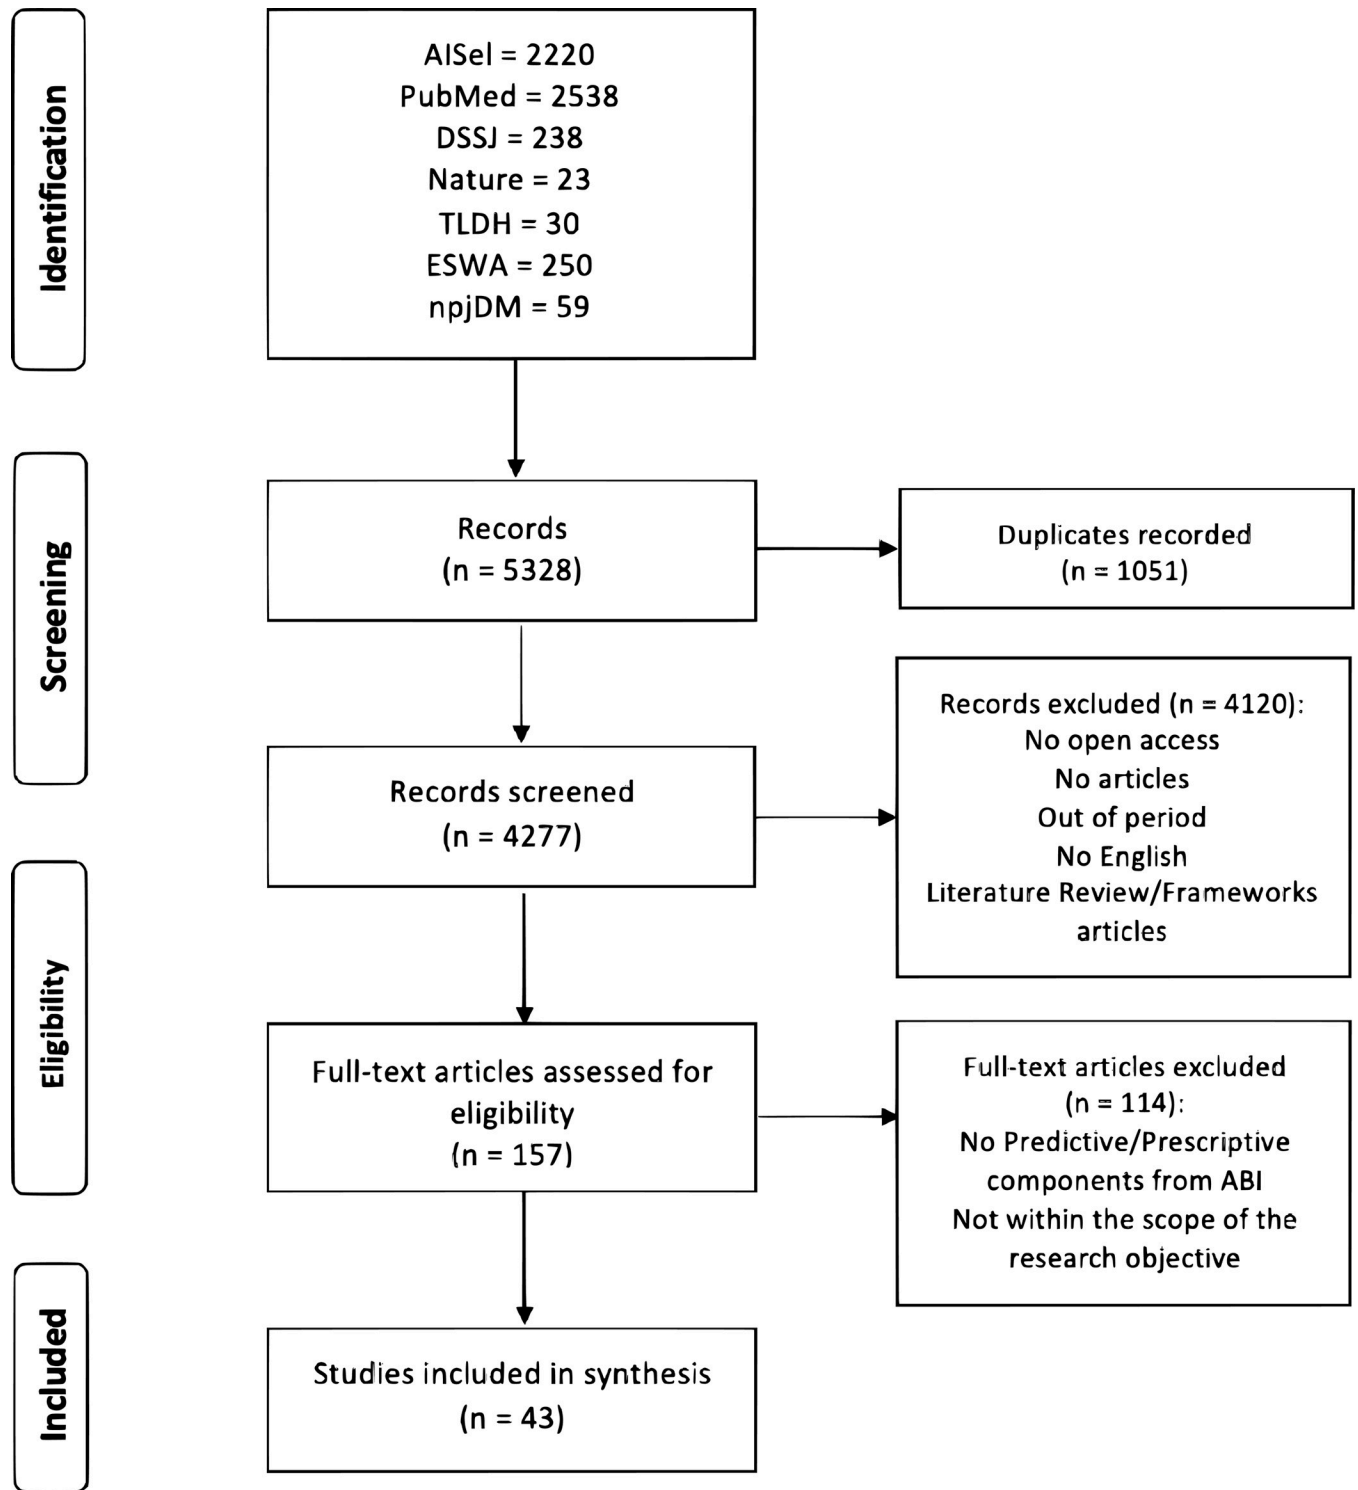 Identification
AISel = 2220
PubMed = 2538
DSSJ = 238
Nature = 23
TLDH = 30
ESWA = 250
npjDM = 59
Screening
Records
(n = 5328)
Duplicates recorded
(n = 1051)
Records screened
(n = 4277)
Records excluded (n = 4120):
No open access
No articles
Out of period
No English
Literature Review/Frameworks
articles
Eligibility
Full-text articles assessed for
eligibility
(n = 157)
Full-text articles excluded
(n = 114):
No Predictive/Prescriptive
components from ABI
Not within the scope of the
research objective
Included
Studies included in synthesis
(n = 43)